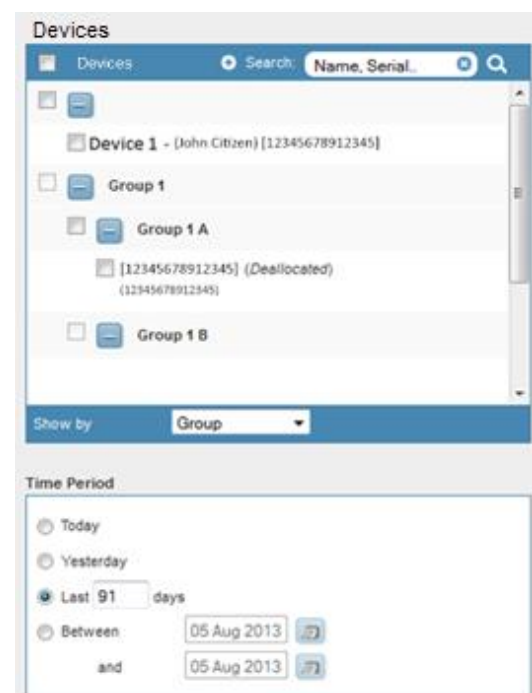 Devices
Devices Search: Name, Serial..
Device 1 - (John Citizen) [12345678912345]
Group 1
Group 1 A
[12345678912345] (Deallocated)
(12345678912345)
Group 1 B
Show by Group
Time Period
Today
Yesterday
Last 91 days
Between 05 Aug 2013
and 05 Aug 2013